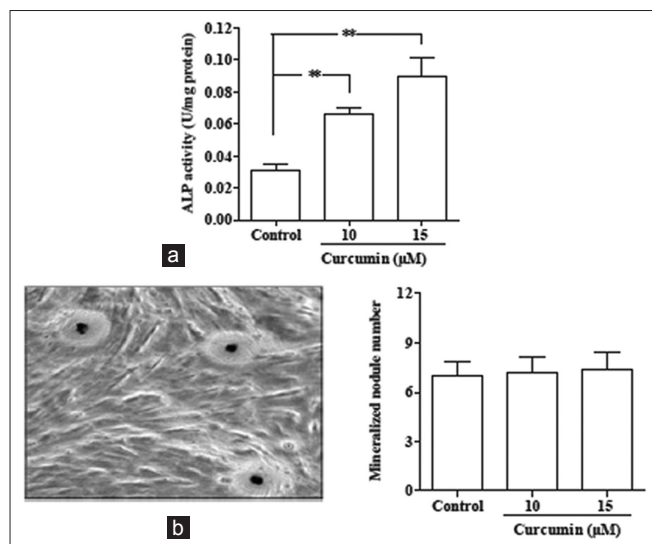 0.12
0.10
0.08
0.06
0.04
0.02
0.00
ALP activity (U/mg protein)
**
**
Control 10 15
Curcumin (μM)
a
12
9
6
3
0
Mineralized nodule number
Control 10 15
Curcumin (μM)
b